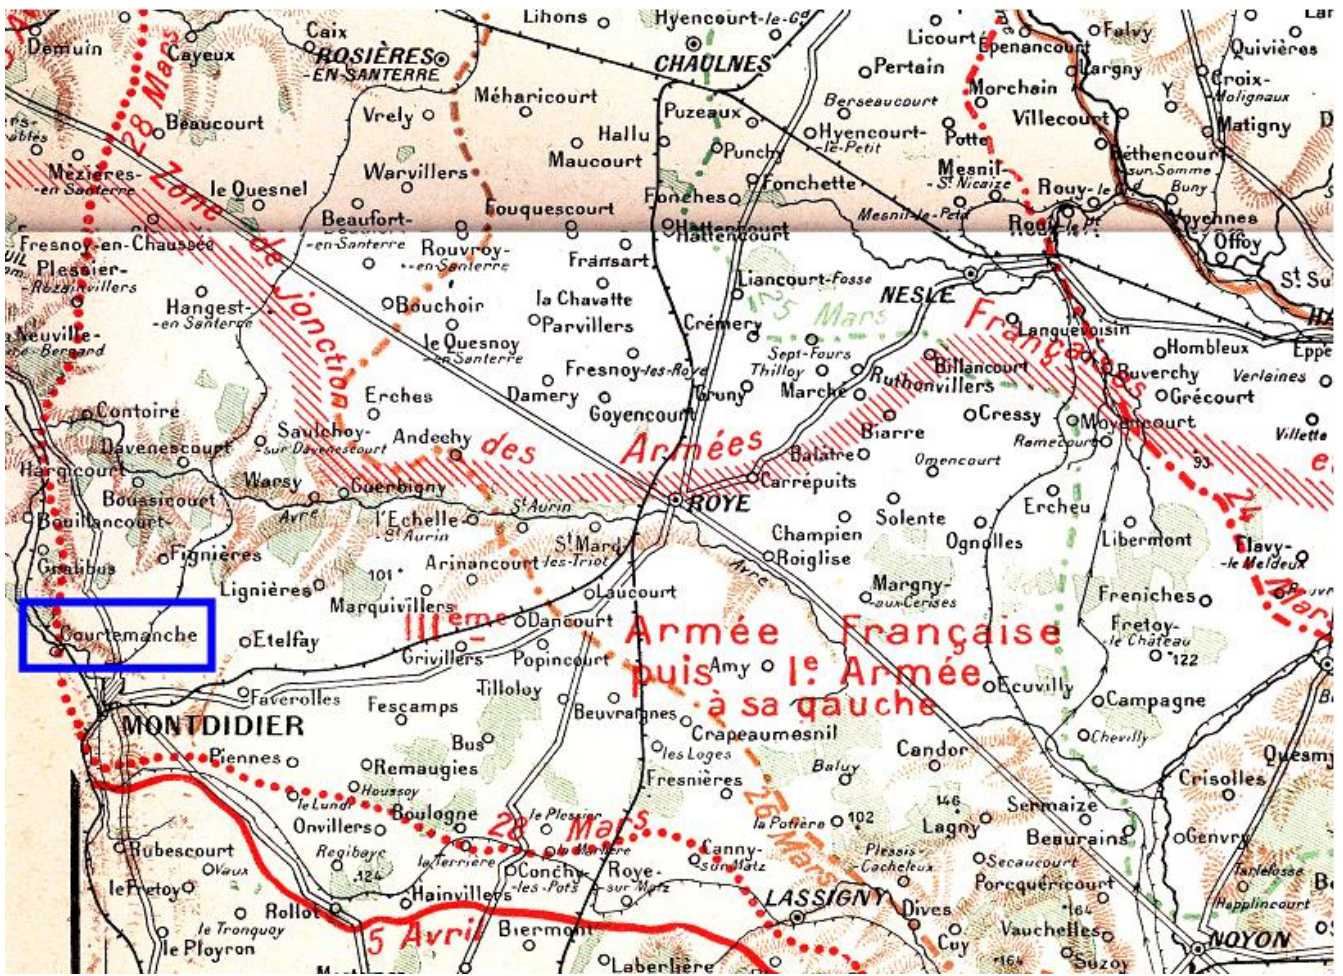 Lihons
Hyencourt-le-Gd
Licourt
Épenancourt
Falvy
Quivières
Demuin
Cayeux
Caix
ROSIÈRES
-EN-SANTERRE
CHAULNES
Pertain
Largny
Croix-
-Molignaux
28 Mars
Méharicourt
Morchain
Y
Vrely
Puzeaux
Berseaucourt
Villecourt
Beaucourt
Hallu
Hyencourt-
-le-Petit
Potte
Matigny
Maucourt
Punchy
Béthencourt-
-sur-Somme
Mézières-
-en Santerre
Zone de jonction
le Quesnel
Warvillers
Fonches
Fonchette
Mesnil-
-St Nicaize
Buny
Beaufort-
-en-Santerre
Fouquescourt
Mesnil-le-Petit
Voyennes
Fresnoy-en-Chaussée
Rouvroy-
-en-Santerre
Hattencourt
Offoy
Plessier-
-Rozainvillers
Fransart
Liancourt-Fosse
NESLE
Hangest-
-en Santerre
Bouchoir
la Chavatte
25 Mars
Françaises
Parvillers
Crémery
Languevoisin
Neuville-
le Quesnoy
-en Santerre
Sept-Fours
Hombleux
Fresnoy-les-Roye
Thilloy
Billancourt
Buverchy
Verlaines
Damery
Gruny
Marché
Ruthonvillers
Grécourt
Erches
Goyencourt
Cressy
Moyencourt
Contoire
Saulchoy-
-sur Davenescourt
Andechy
des Armées
Biarre
Ramecourt
Villette
Davenescourt
Balâtre
Omencourt
93
Hargicourt
Warsy
Guerbigny
Carrépuits
Boussicourt
Avre
St Aurin
ROYE
Ercheu
24 Mars
Bouillancourt-
l'Echelle-
-St Aurin
Champien
Solente
Ognolles
Libermont
Fignières
St Mard
-les-Triot
Roiglise
Flavy-
-le Meldeux
Gratibus
Arinancourt
Avre
Lignières
101
Marquivillers
Laucourt
Margny-
-aux-Cerises
Freniches
Courtemanche
Etelfay
IIIeme
Dancourt
Armée Française
Fretoy-
-le Château
Grivillers
Popincourt
puis Ie Armée
Amy
122
Faverolles
Tilloloy
à sa gauche
Ecuvilly
Campagne
MONTDIDIER
Fescamps
Beuvraignes
Crapeaumesnil
Chevilly
Piennes
Bus
les Loges
Candor
Remaugies
Fresnières
Baluy
Crisolles
Houssoy
le Lundi
Boulogne
le Plessier
26 Mars
146
Sermaize
Onvillers
28 Mars
la Potière
102
Lagny
Beaurains
Genvry
Rubescourt
Regibaye
la Terrière
Canny-
-sur Matz
Plessis-
-Cacheleux
Secaucourt
Vaux
124
Conchy-
-les-Pots
Roye-
-sur Matz
Porcquéricourt
le Fretoy
Hainvillers
LASSIGNY
Happlincourt
Rollot
Dives
164
le Tronquoy
5 Avril
Biermont
Cuy
Vauchelles
NOYON
le Ployron
Laberlière
164
Suzoy